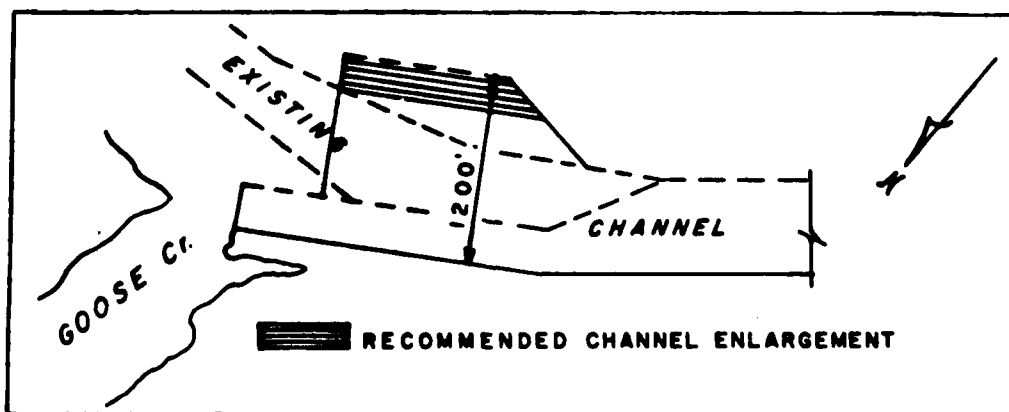 EXISTING
1200'
CHANNEL
N
GOOSE Cr.
RECOMMENDED CHANNEL ENLARGEMENT